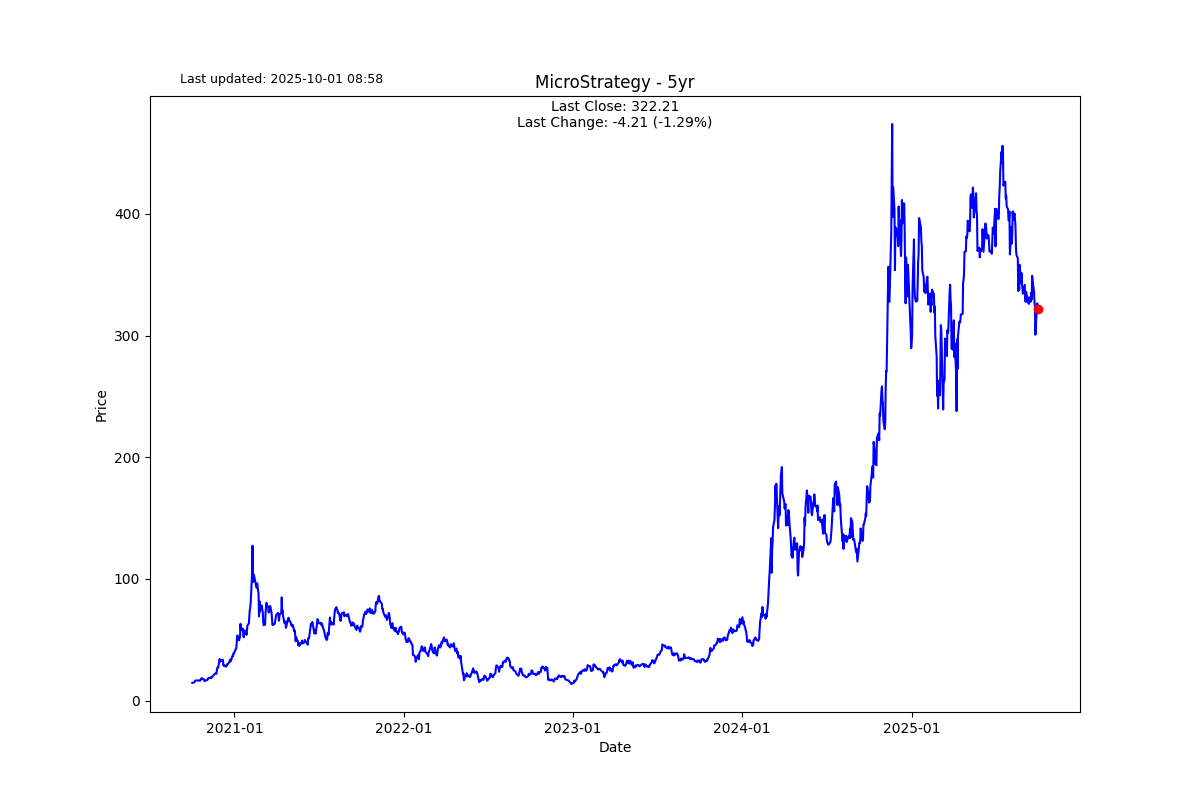 Last updated: 2025-10-01 08:58
MicroStrategy - 5yr
Last Close: 322.21
Last Change: -4.21 (-1.29%)
400
300
200
100
0
Price
2021-01
2022-01
2023-01
2024-01
2025-01
Date